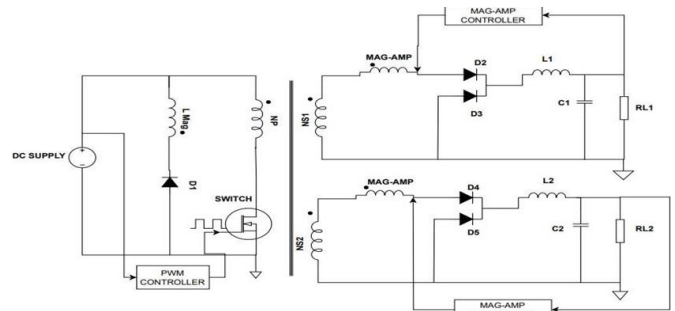 MAG-AMP
CONTROLLER
MAG-AMP
D2
L1
D3
C1
RL1
NS1
L Mag
NP
DC SUPPLY
D1
SWITCH
PWM
CONTROLLER
MAG-AMP
D4
L2
D5
C2
RL2
NS2
MAG-AMP